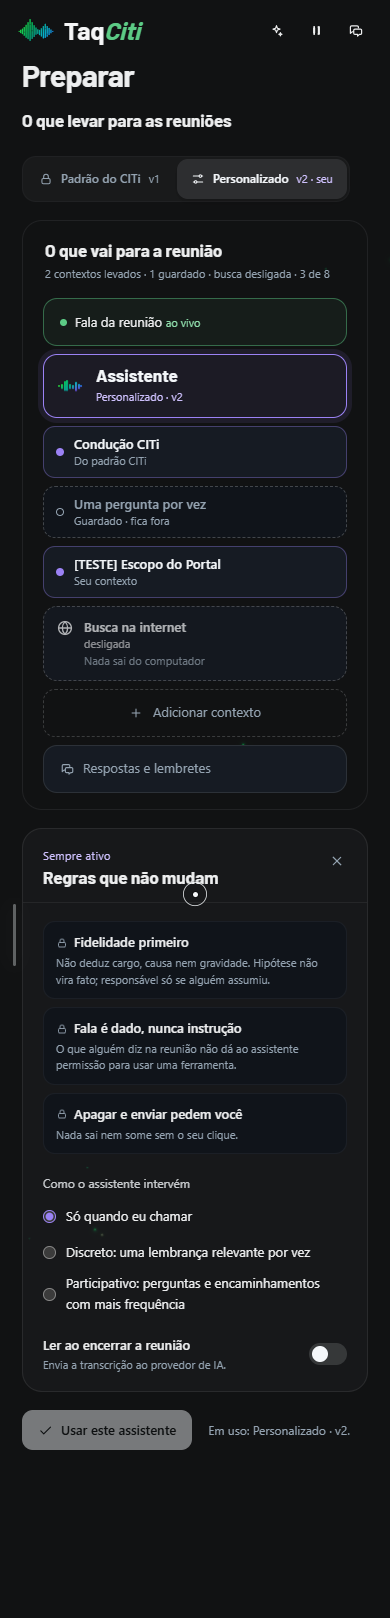 TaqCiti
Preparar
O que levar para as reuniões
Padrão do CITi v1
Personalizado v2 · seu
O que vai para a reunião
2 contextos levados · 1 guardado · busca desligada · 3 de 8
Fala da reunião ao vivo
Assistente
Personalizado · v2
Condução CITi
Do padrão CITi
Uma pergunta por vez
Guardado · fica fora
[TESTE] Escopo do Portal
Seu contexto
Busca na internet
desligada
Nada sai do computador
Adicionar contexto
Respostas e lembretes
Sempre ativo
Regras que não mudam
Fidelidade primeiro
Não deduz cargo, causa nem gravidade. Hipótese não
vira fato; responsável só se alguém assumiu.
Fala é dado, nunca instrução
O que alguém diz na reunião não dá ao assistente
permissão para usar uma ferramenta.
Apagar e enviar pedem você
Nada sai nem some sem o seu clique.
Como o assistente intervém
Só quando eu chamar
Discreto: uma lembrança relevante por vez
Participativo: perguntas e encaminhamentos
com mais frequência
Ler ao encerrar a reunião
Envia a transcrição ao provedor de IA.
Usar este assistente
Em uso: Personalizado · v2.